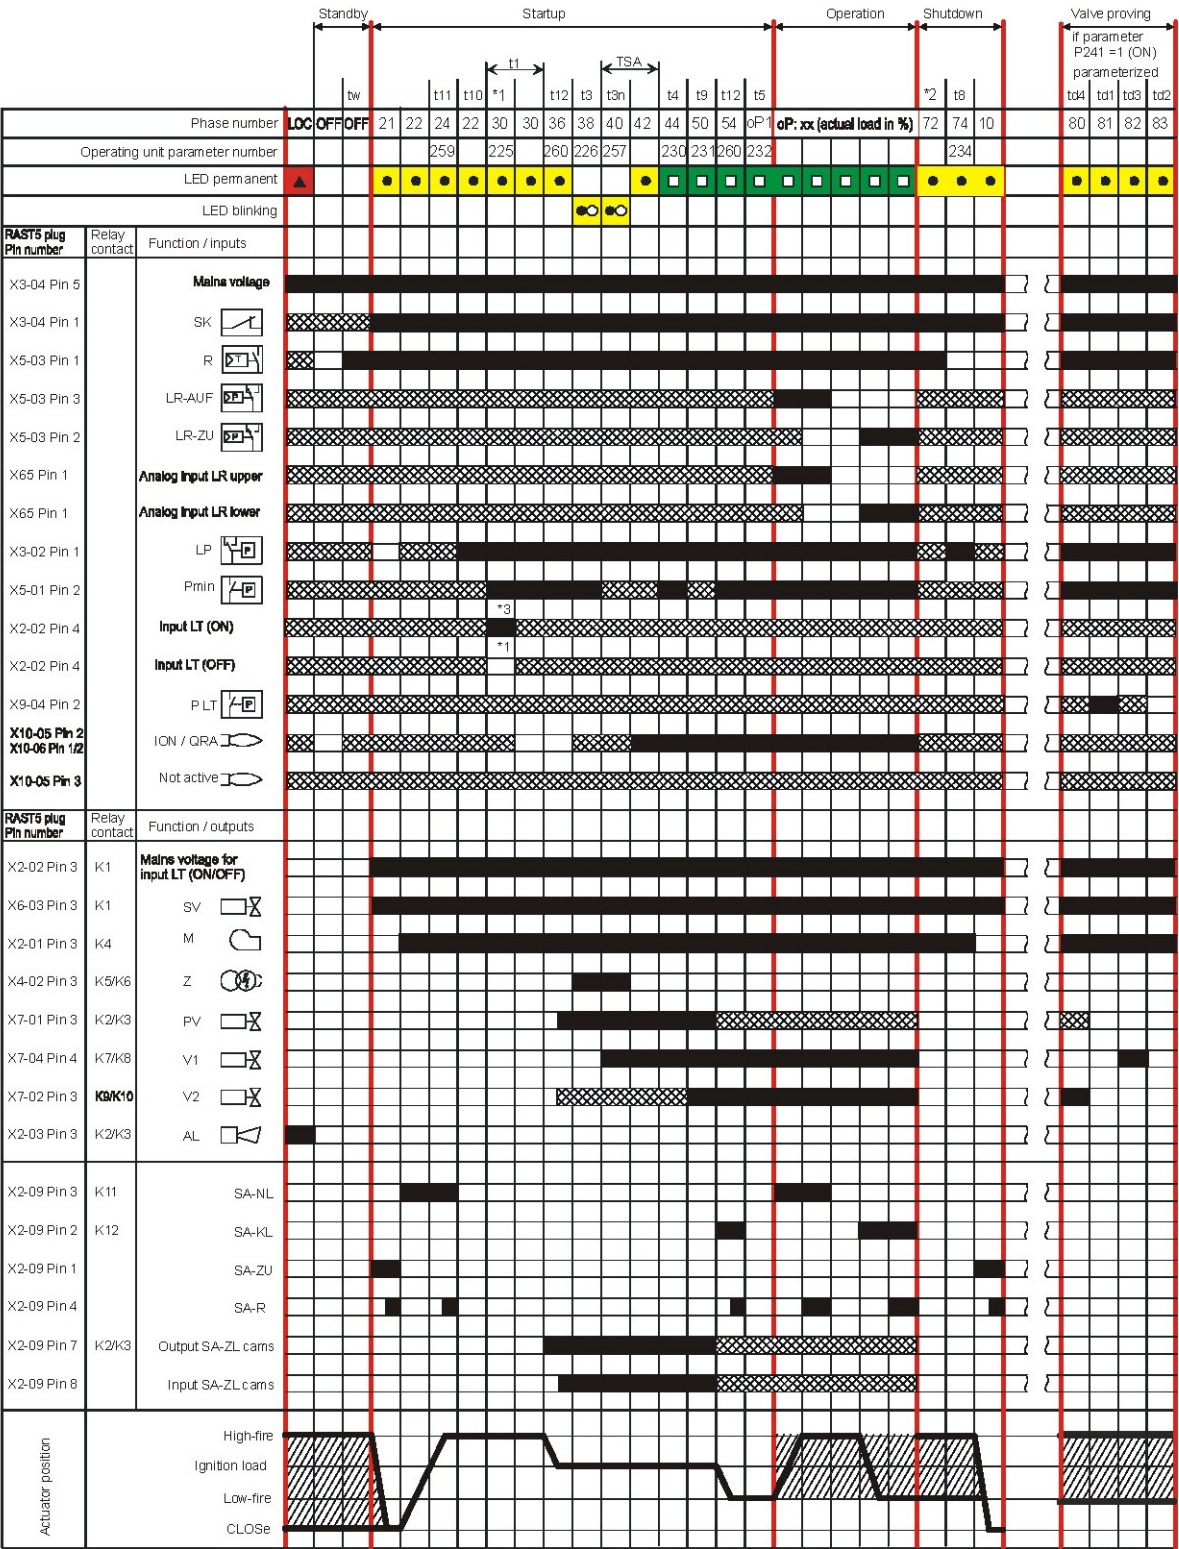 Standby Startup Operation Shutdown Valve proving
if parameter
P241 =1 (ON)
parameterized
t1 TSA
tw t11 t10 *1 t12 t3 t3n t4 t9 t12 t5 *2 t8 td4 td1 td3 td2
Phase number LOC OFF OFF 21 22 24 22 30 30 36 38 40 42 44 50 54 oP1 oP: xx (actual load in %) 72 74 10 80 81 82 83
Operating unit parameter number 259 225 260 226 257 230 231 260 232 234
LED permanent
LED blinking
RAST5 plug Pin number Relay contact Function / inputs
X3-04 Pin 5 Mains voltage
X3-04 Pin 1 SK
X5-03 Pin 1 R T
X5-03 Pin 3 LR-AUF P
X5-03 Pin 2 LR-ZU P
X65 Pin 1 Analog Input LR upper
X65 Pin 1 Analog Input LR lower
X3-02 Pin 1 LP P
X5-01 Pin 2 Pmin P
*3
X2-02 Pin 4 Input LT (ON)
*1
X2-02 Pin 4 Input LT (OFF)
X9-04 Pin 2 P LT P
X10-05 Pin 2
X10-06 Pin 1/2 ION / QRA
X10-05 Pin 3 Not active
RAST5 plug Pin number Relay contact Function / outputs
X2-02 Pin 3 K1 Mains voltage for input LT (ON/OFF)
X6-03 Pin 3 K1 SV
X2-01 Pin 3 K4 M
X4-02 Pin 3 K5/K6 Z
X7-01 Pin 3 K2/K3 PV
X7-04 Pin 4 K7/K8 V1
X7-02 Pin 3 K9/K10 V2
X2-03 Pin 3 K2/K3 AL
X2-09 Pin 3 K11 SA-NL
X2-09 Pin 2 K12 SA-KL
X2-09 Pin 1 SA-ZU
X2-09 Pin 4 SA-R
X2-09 Pin 7 K2/K3 Output SA-ZL cams
X2-09 Pin 8 Input SA-ZL cams
Actuator position
High-fire
Ignition load
Low-fire
CLOSe